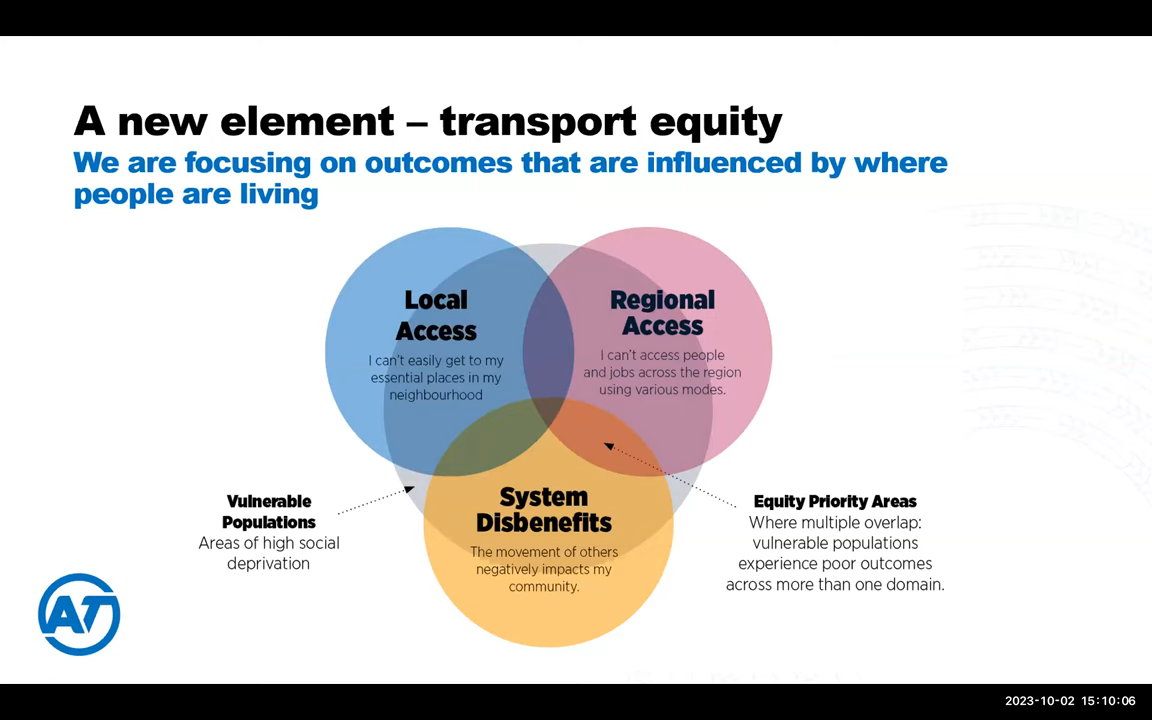 A new element – transport equity
We are focusing on outcomes that are influenced by where
people are living
Local
Access
I can't easily get to my
essential places in my
neighbourhood
Regional
Access
I can't access people
and jobs across the region
using various modes.
System
Disbenefits
The movement of others
negatively impacts my
community.
Vulnerable
Populations
Areas of high social
deprivation
Equity Priority Areas
Where multiple overlap:
vulnerable populations
experience poor outcomes
across more than one domain.
AT
2023-10-02 15:10:06